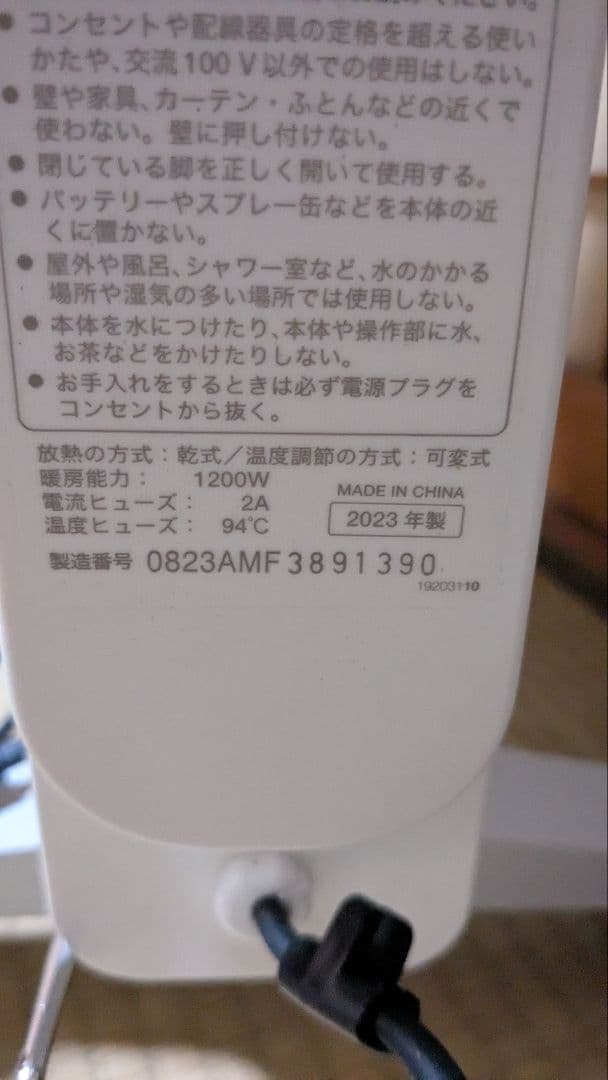 ● コンセントや配線器具の定格を超える使い
かたや、交流100 V以外での使用はしない。
● 壁や家具、カーテン・ふとんなどの近くで
使わない。壁に押し付けない。
● 閉じている脚を正しく開いて使用する。
● バッテリーやスプレー缶などを本体の近
くに置かない。
● 屋外や風呂、シャワー室など、水のかかる
場所や湿気の多い場所では使用しない。
● 本体を水につけたり、本体や操作部に水、
お茶などをかけたりしない。
● お手入れをするときは必ず電源プラグを
コンセントから抜く。
放熱の方式：乾式／温度調節の方式：可変式
暖房能力： 1200W
電流ヒューズ： 2A
温度ヒューズ： 94℃
MADE IN CHINA
2023 年製
製造番号 0823AMF3891390
19203110